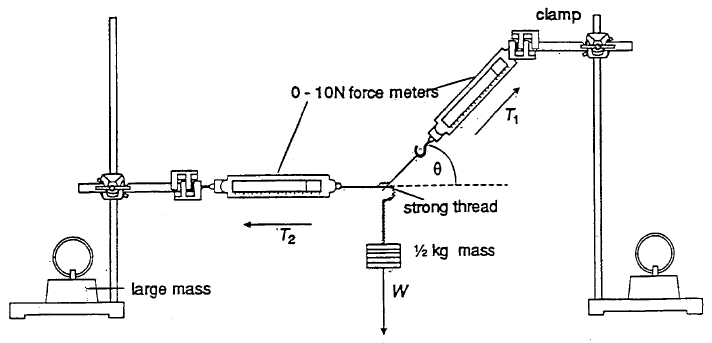 clamp
0 - 10N force meters
T1
θ
strong thread
T2
½ kg mass
large mass
W